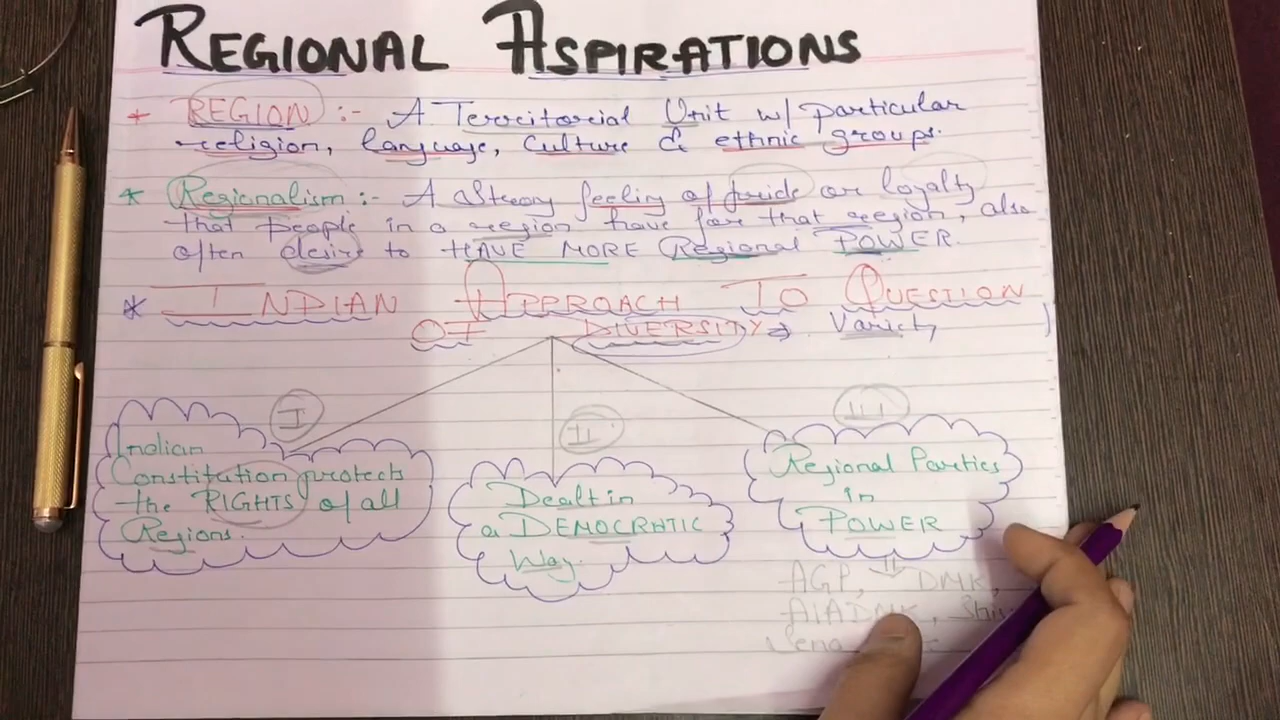 REGIONAL ASPIRATIONS
* REGION :- A Territorial Unit w/ particular
religion, language, culture & ethnic groups.
* Regionalism :- A Strong feeling of pride or loyalty
that people in a region have for that region, also
often desire to HAVE MORE Regional POWER.
* INDIAN APPROACH TO QUESTION
OF DIVERSITY → Variety
I
II
III
Indian
Constitution protects
the RIGHTS of all
Regions.
Dealt in
a DEMOCRATIC
Way.
Regional Parties
in
POWER
AGP, DMK,
AIADMK,
Sena